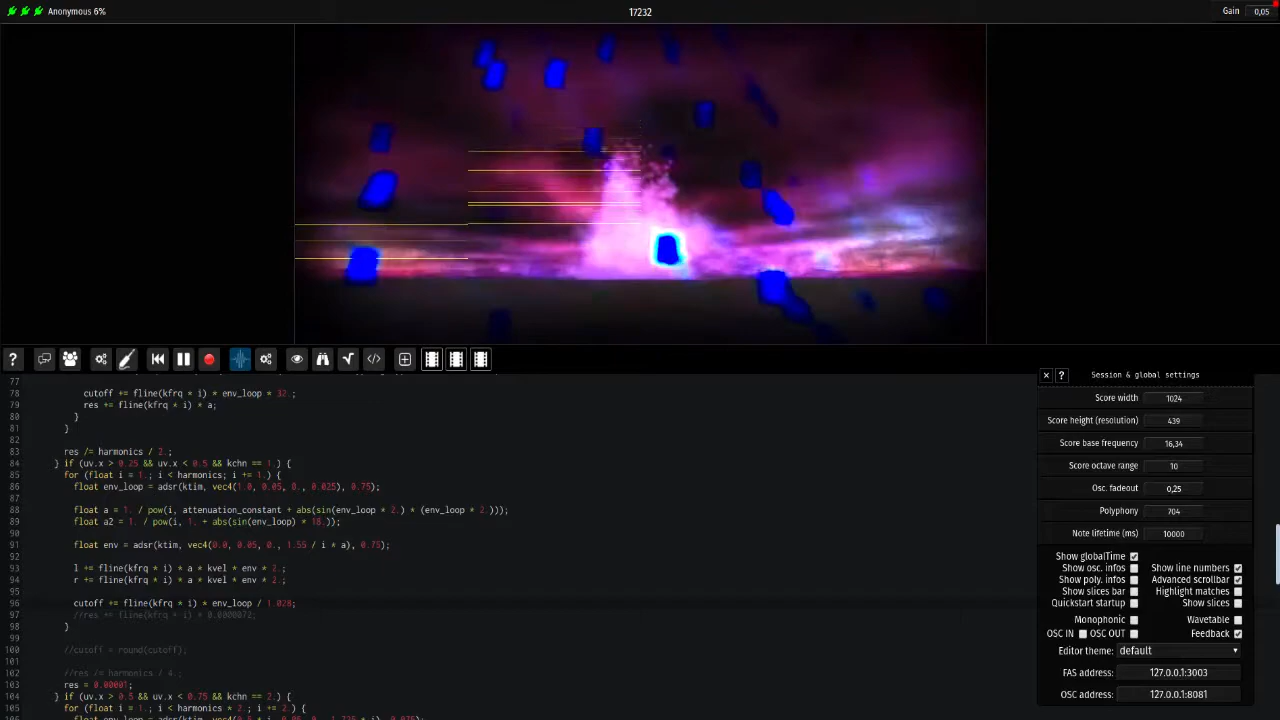 Anonymous 6%
17232
Gain 0,05
77
78 cutoff += fline(kfrq * i) * env_loop * 32.;
79 res += fline(kfrq * i) * a;
80 }
81 }
82
83 res /= harmonics / 2.;
84 } if (uv.x > 0.25 && uv.x < 0.5 && kchn == 1.) {
85 for (float i = 1.; i < harmonics; i += 1.) {
86 float env_loop = adsr(ktim, vec4(1.0, 0.05, 0., 0.025), 0.75);
87
88 float a = 1. / pow(i, attenuation_constant + abs(sin(env_loop * 2.) * (env_loop * 2.)));
89 float a2 = 1. / pow(i, 1. + abs(sin(env_loop) * 18.));
90
91 float env = adsr(ktim, vec4(0.0, 0.05, 0., 1.55 / i * a), 0.75);
92
93 l += fline(kfrq * i) * a * kvel * env * 2.;
94 r += fline(kfrq * i) * a * kvel * env * 2.;
95
96 cutoff += fline(kfrq * i) * env_loop / 1.028;
97 //res += fline(kfrq * i) * 0.0000072;
98 }
99
100 //cutoff = round(cutoff);
101
102 //res /= harmonics / 4.;
103 res = 0.00001;
104 } if (uv.x > 0.5 && uv.x < 0.75 && kchn == 2.) {
105 for (float i = 1.; i < harmonics * 2.; i += 2.) {
106
× ? Session & global settings
Score width 1024
Score height (resolution) 439
Score base frequency 16,34
Score octave range 10
Osc. fadeout 0,25
Polyphony 704
Note lifetime (ms) 10000
Show globalTime
Show osc. infos Show line numbers
Show poly. infos Advanced scrollbar
Show slices bar Highlight matches
Quickstart startup Show slices
Monophonic Wavetable
OSC IN OSC OUT Feedback
Editor theme: default
FAS address: 127.0.0.1:3003
OSC address: 127.0.0.1:8081